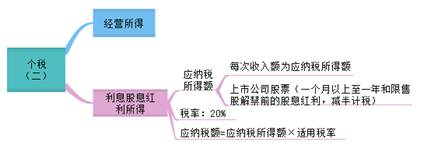 个税
（二）
经营所得
利息股息红
利所得
应纳税
所得额
每次收入额为应纳税所得额
上市公司股票（一个月以上至一年和限售
股解禁前的股息红利，减半计税）
税率：20%
应纳税额=应纳税所得额×适用税率